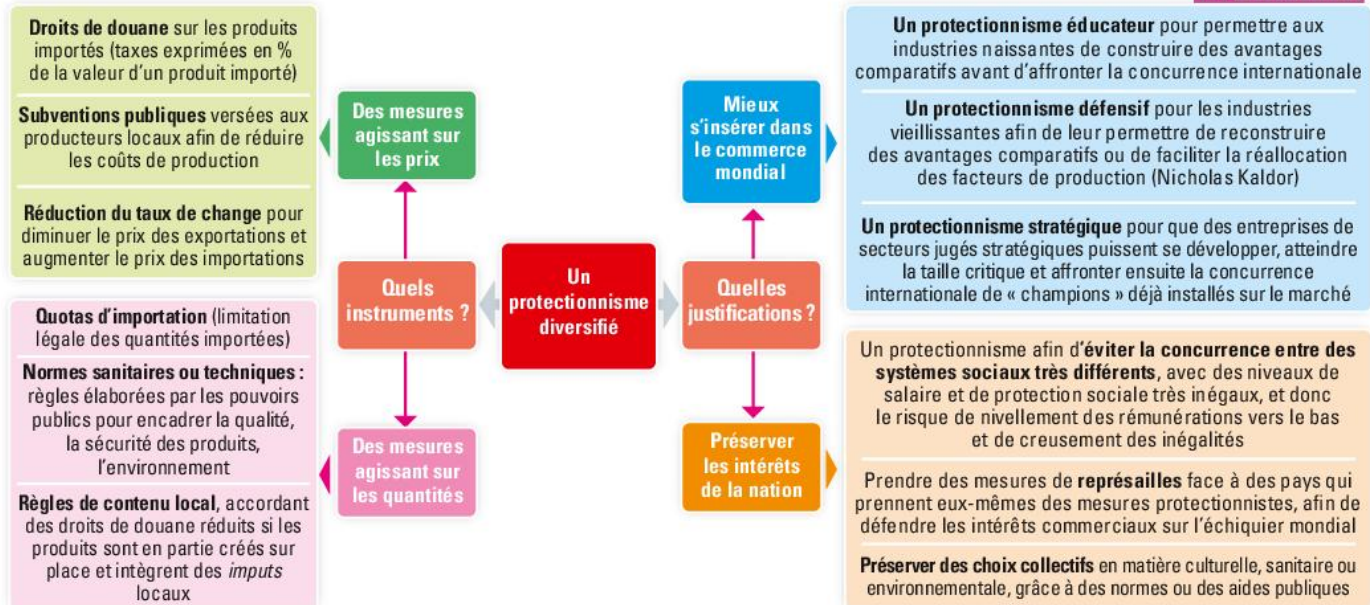 Droits de douane sur les produits
importés (taxes exprimées en %
de la valeur d'un produit importé)
Subventions publiques versées aux
producteurs locaux afin de réduire
les coûts de production
Réduction du taux de change pour
diminuer le prix des exportations et
augmenter le prix des importations
Des mesures
agissant sur
les prix
Quotas d'importation (limitation
légale des quantités importées)
Normes sanitaires ou techniques :
règles élaborées par les pouvoirs
publics pour encadrer la qualité,
la sécurité des produits,
l'environnement
Règles de contenu local, accordant
des droits de douane réduits si les
produits sont en partie créés sur
place et intègrent des imputs
locaux
Des mesures
agissant sur
les quantités
Quels
instruments ?
Un
protectionnisme
diversifié
Quelles
justifications ?
Mieux
s'insérer dans
le commerce
mondial
Un protectionnisme éducateur pour permettre aux
industries naissantes de construire des avantages
comparatifs avant d'affronter la concurrence internationale
Un protectionnisme défensif pour les industries
vieillissantes afin de leur permettre de reconstruire
des avantages comparatifs ou de faciliter la réallocation
des facteurs de production (Nicholas Kaldor)
Un protectionnisme stratégique pour que des entreprises de
secteurs jugés stratégiques puissent se développer, atteindre
la taille critique et affronter ensuite la concurrence
internationale de « champions » déjà installés sur le marché
Préserver
les intérêts
de la nation
Un protectionnisme afin d'éviter la concurrence entre des
systèmes sociaux très différents, avec des niveaux de
salaire et de protection sociale très inégaux, et donc
le risque de nivellement des rémunérations vers le bas
et de creusement des inégalités
Prendre des mesures de représailles face à des pays qui
prennent eux-mêmes des mesures protectionnistes, afin de
défendre les intérêts commerciaux sur l'échiquier mondial
Préserver des choix collectifs en matière culturelle, sanitaire ou
environnementale, grâce à des normes ou des aides publiques